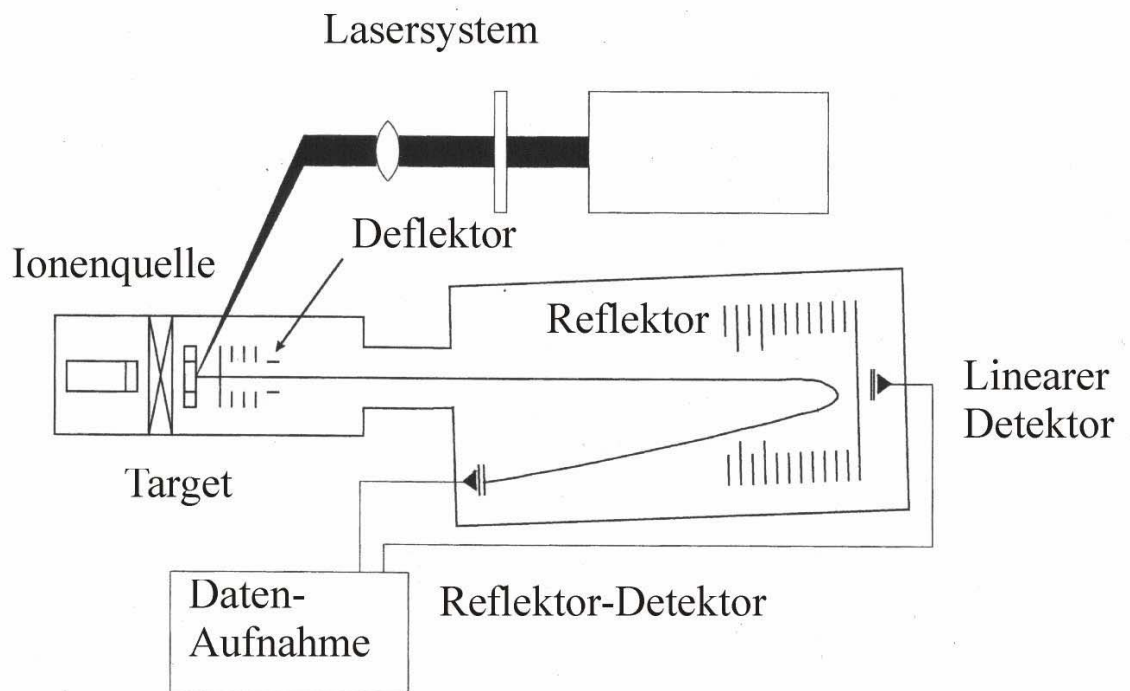 Lasersystem
Deflektor
Ionenquelle
Reflektor
Linearer
Detektor
Target
Daten-
Aufnahme
Reflektor-Detektor